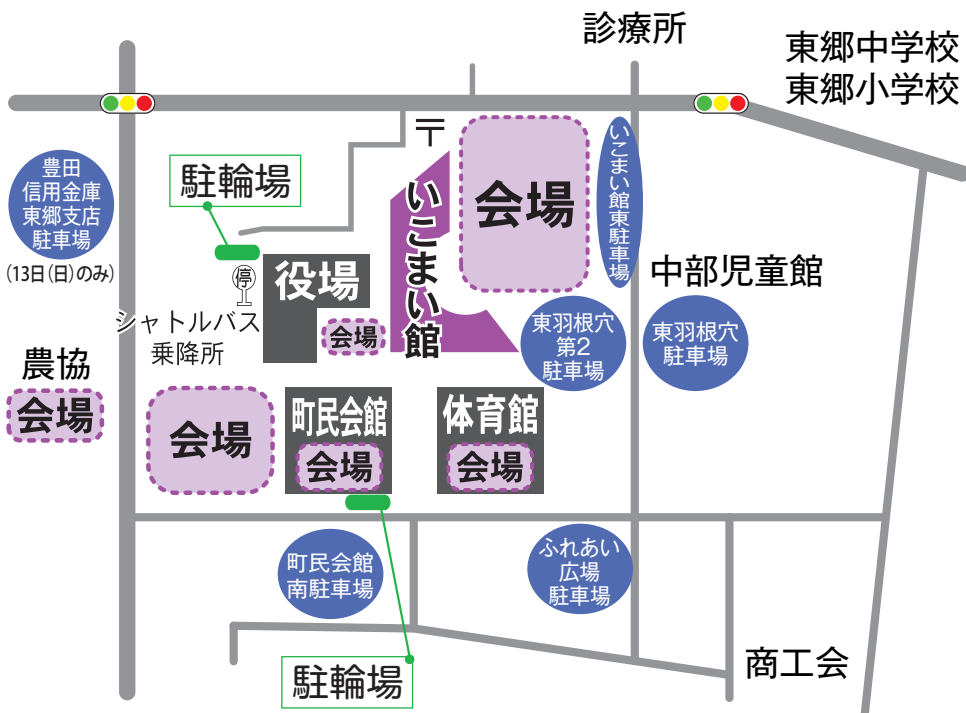 診療所
東郷中学校
東郷小学校
〒
豊田
信用金庫
東郷支店
駐車場
(13日(日)のみ)
駐輪場
いこまい館
会場
いこまい館東駐車場
停
役場
会場
シャトルバス
乗降所
中部児童館
東羽根穴
第2
駐車場
東羽根穴
駐車場
農協
会場
会場
町民会館
会場
体育館
会場
町民会館
南駐車場
ふれあい
広場
駐車場
駐輪場
商工会